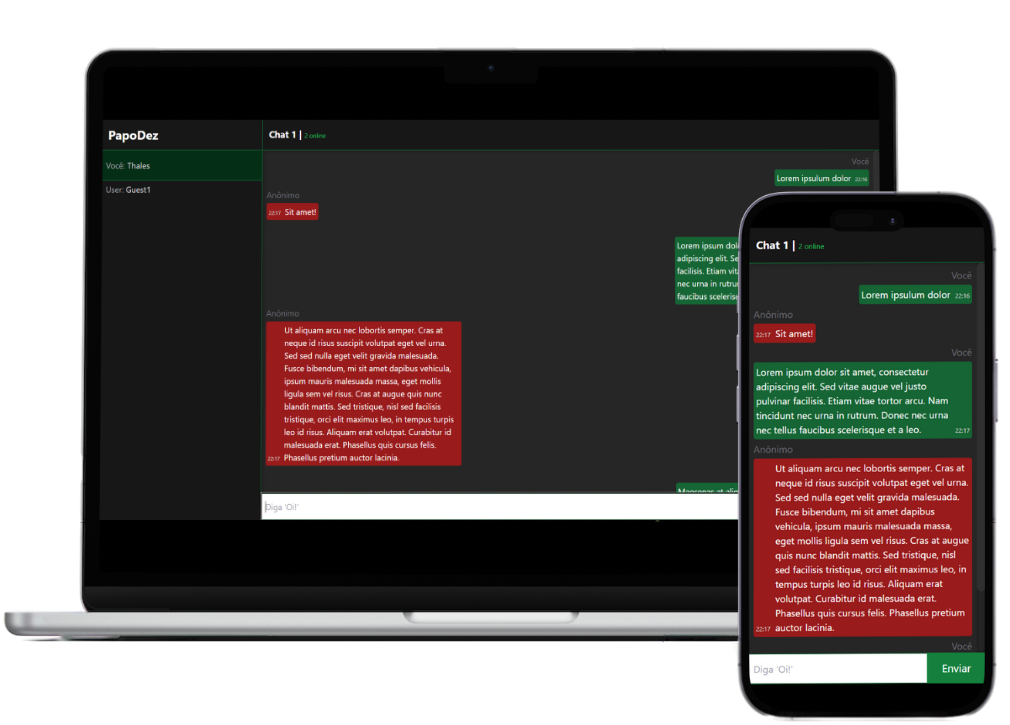 PapoDez
Você: Thales
User: Guest1
Chat 1 | 2 online
Você
Lorem ipsulum dolor 22:16
Anônimo
22:17 Sit amet!
Lorem ipsum dolo
adipiscing elit. Se
facilisis. Etiam vit
nec urna in rutru
faucibus sceleris
Anônimo
Ut aliquam arcu nec lobortis semper. Cras at
neque id risus suscipit volutpat eget vel urna.
Sed sed nulla eget velit gravida malesuada.
Fusce bibendum, mi sit amet dapibus vehicula,
ipsum mauris malesuada massa, eget mollis
ligula sem vel risus. Cras at augue quis nunc
blandit mattis. Sed tristique, nisl sed facilisis
tristique, orci elit maximus leo, in tempus turpis
leo id risus. Aliquam erat volutpat. Curabitur id
malesuada erat. Phasellus quis cursus felis.
22:17 Phasellus pretium auctor lacinia.
Maecenas at ali
Diga 'Oi!'
Chat 1 | 2 online
Você
Lorem ipsulum dolor 22:16
Anônimo
22:17 Sit amet!
Você
Lorem ipsum dolor sit amet, consectetur
adipiscing elit. Sed vitae augue vel justo
pulvinar facilisis. Etiam vitae tortor arcu. Nam
tincidunt nec urna in rutrum. Donec nec urna
nec tellus faucibus scelerisque et a leo. 22:17
Anônimo
Ut aliquam arcu nec lobortis semper. Cras at
neque id risus suscipit volutpat eget vel urna.
Sed sed nulla eget velit gravida malesuada.
Fusce bibendum, mi sit amet dapibus
vehicula, ipsum mauris malesuada massa,
eget mollis ligula sem vel risus. Cras at augue
quis nunc blandit mattis. Sed tristique, nisl
sed facilisis tristique, orci elit maximus leo, in
tempus turpis leo id risus. Aliquam erat
volutpat. Curabitur id malesuada erat.
Phasellus quis cursus felis. Phasellus pretium
22:17 auctor lacinia.
Você
Diga 'Oi!'
Enviar